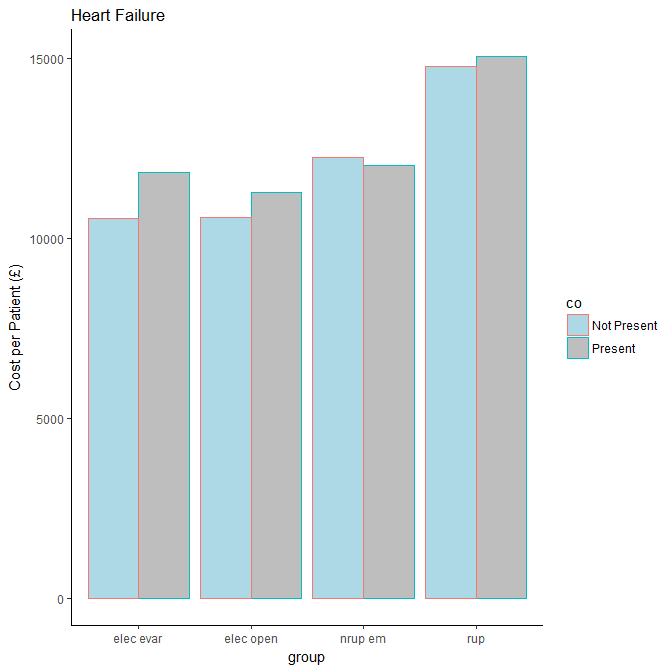 Heart Failure
15000
10000
5000
0
Cost per Patient (£)
elec evar
elec open
nrup em
rup
group
co
Not Present
Present